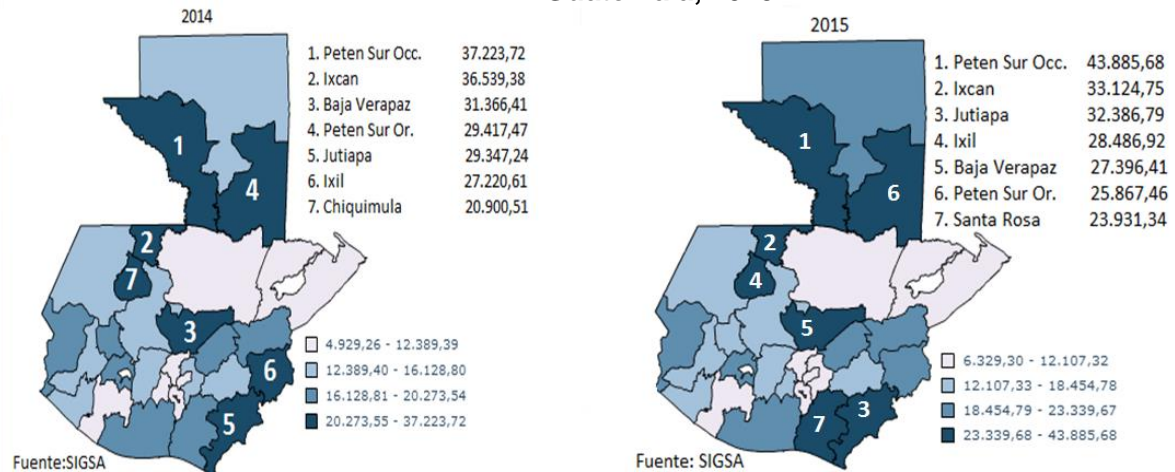 2014
1. Peten Sur Occ. 37.223,72
2. Ixcan 36.539,38
3. Baja Verapaz 31.366,41
4. Peten Sur Or. 29.417,47
5. Jutiapa 29.347,24
6. Ixil 27.220,61
7. Chiquimula 20.900,51
1
4
2
7
3
6
5
4.929,26 - 12.389,39
12.389,40 - 16.128,80
16.128,81 - 20.273,54
20.273,55 - 37.223,72
Fuente:SIGSA
2015
1. Peten Sur Occ. 43.885,68
2. Ixcan 33.124,75
3. Jutiapa 32.386,79
4. Ixil 28.486,92
5. Baja Verapaz 27.396,41
6. Peten Sur Or. 25.867,46
7. Santa Rosa 23.931,34
1
6
2
4
5
3
7
6.329,30 - 12.107,32
12.107,33 - 18.454,78
18.454,79 - 23.339,67
23.339,68 - 43.885,68
Fuente: SIGSA